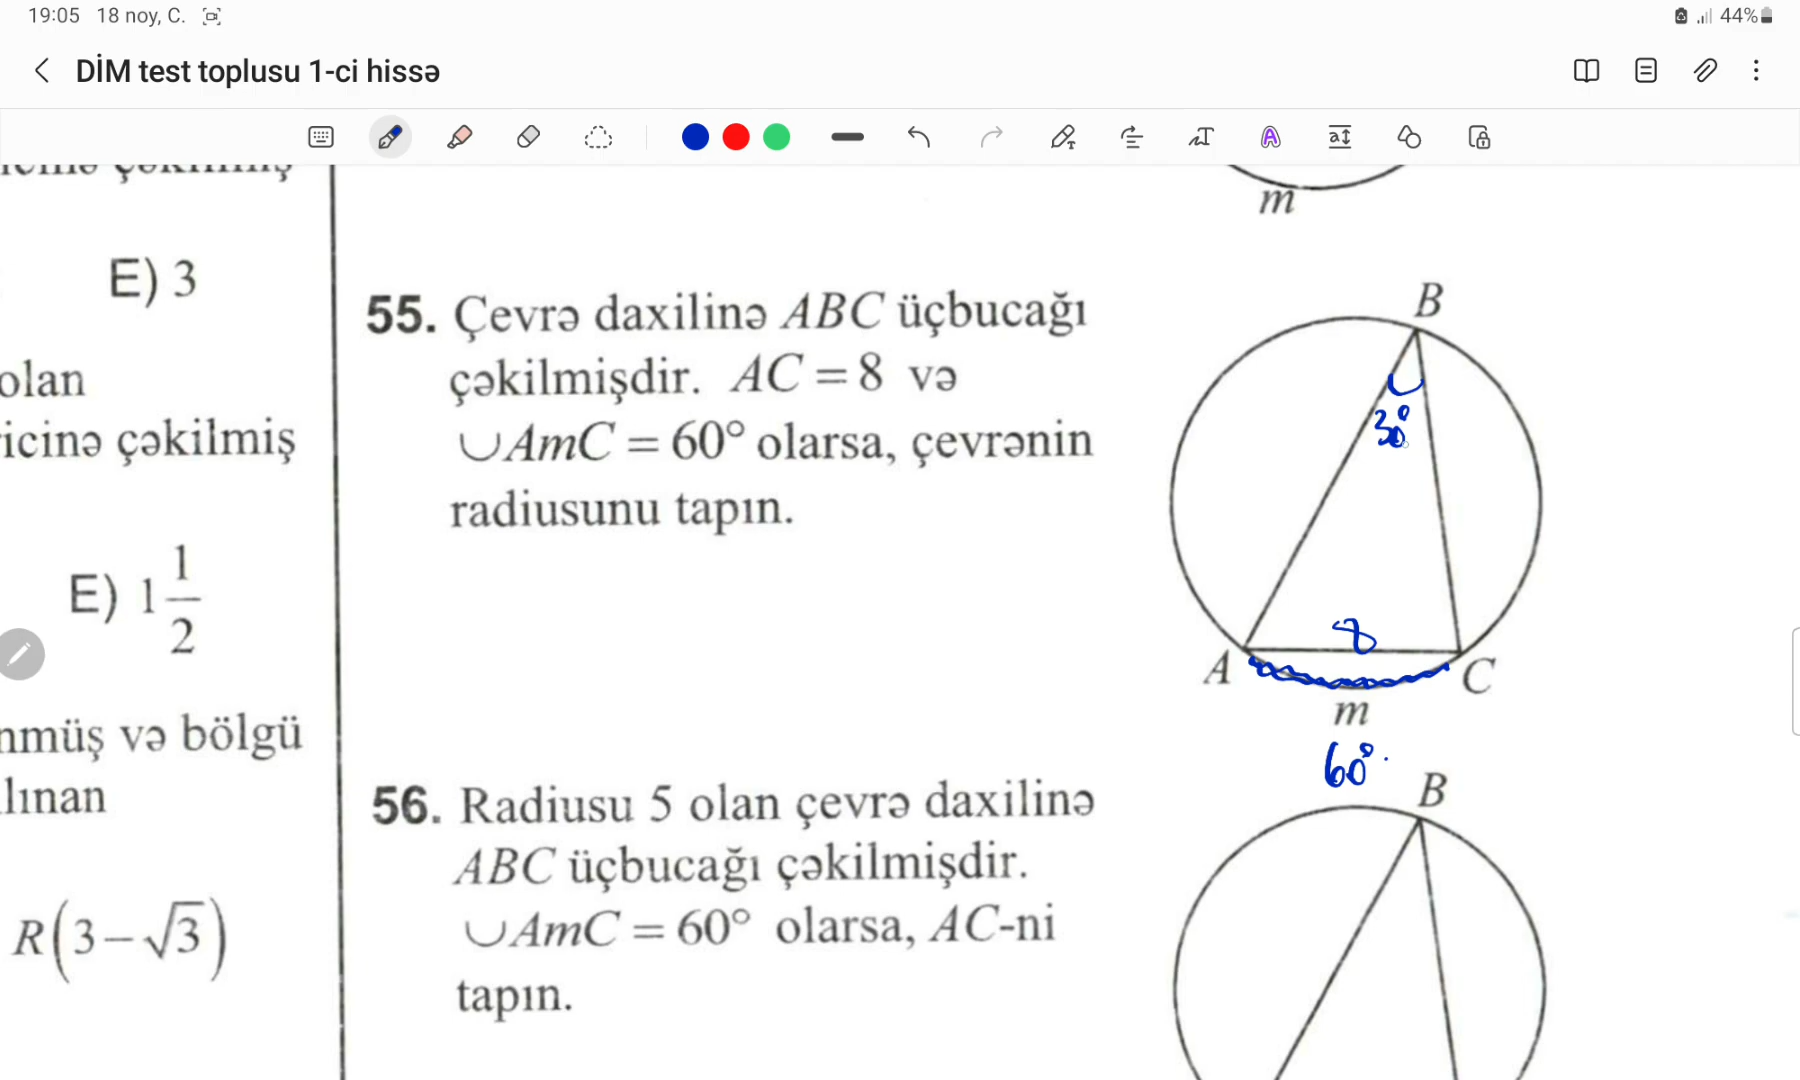 19:05 18 noy, C. 44%
DİM test toplusu 1-ci hissə
m
E) 3
olan
icinə çəkilmiş
E) 1 1/2
nmüş və bölgü
lınan
R(3−√3)
55. Çevrə daxilinə ABC üçbucağı
çəkilmişdir. AC = 8 və
∪AmC = 60° olarsa, çevrənin
radiusunu tapın.
B
30°
8
A C
m
60°
56. Radiusu 5 olan çevrə daxilinə
ABC üçbucağı çəkilmişdir.
∪AmC = 60° olarsa, AC-ni
tapın.
B